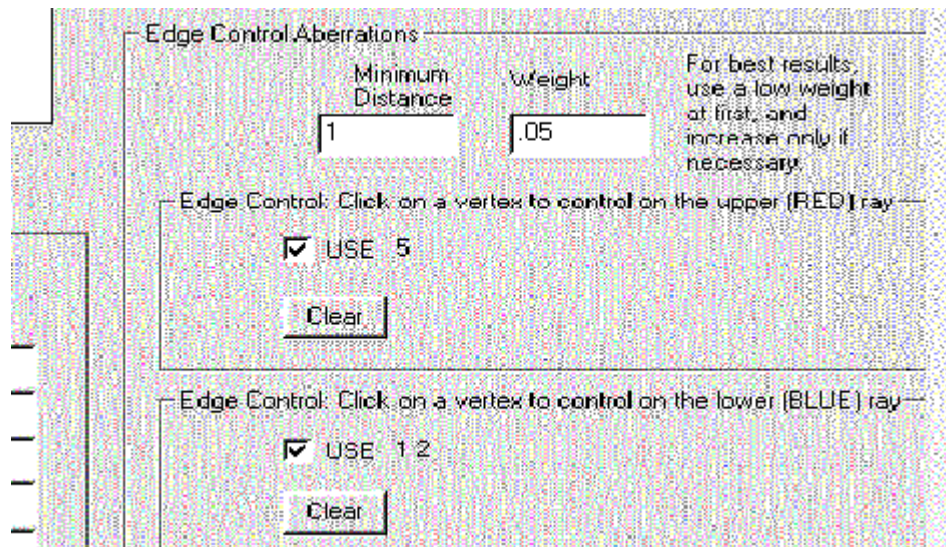 Edge Control Aberrations
Minimum
Distance
Weight
For best results,
use a low weight
at first, and
increase only if
necessary.
1
.05
Edge Control: Click on a vertex to control on the upper (RED) ray
USE 5
Clear
Edge Control: Click on a vertex to control on the lower (BLUE) ray
USE 1 2
Clear